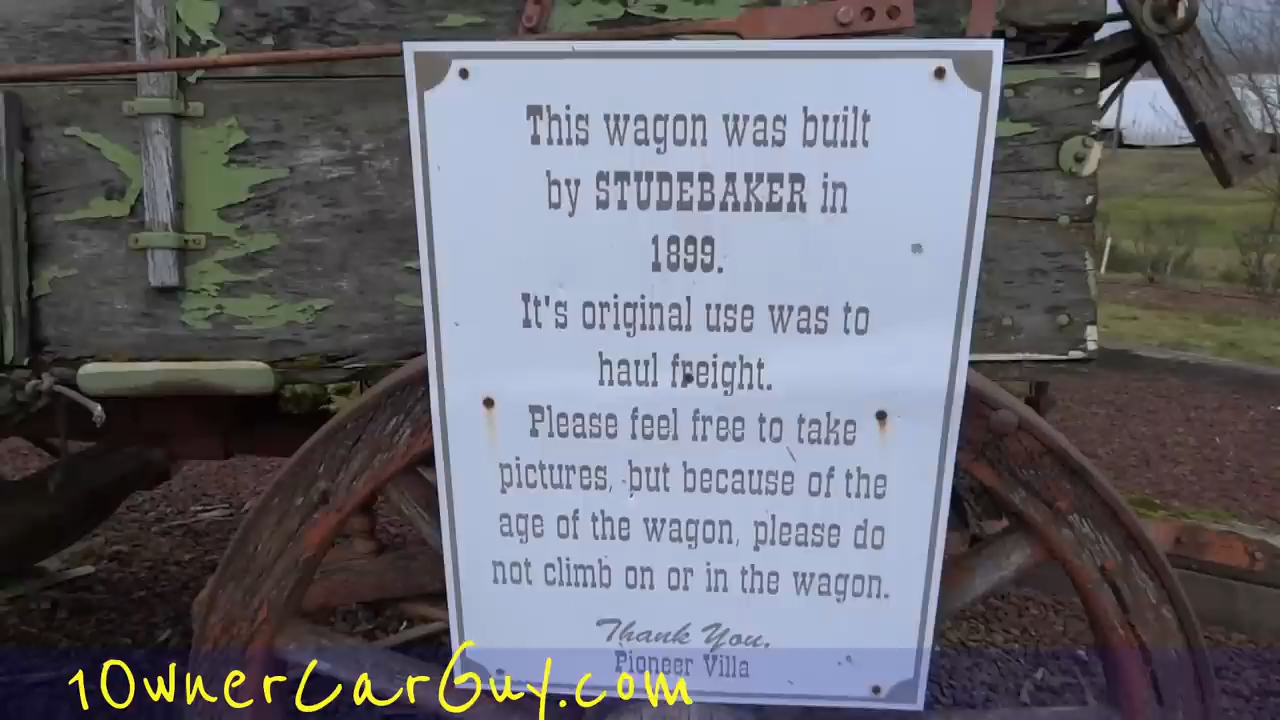 This wagon was built
by STUDEBAKER in
1899.
It's original use was to
haul freight.
Please feel free to take
pictures, but because of the
age of the wagon, please do
not climb on or in the wagon.
Thank You,
Pioneer Villa
1OwnerCarGuy.com